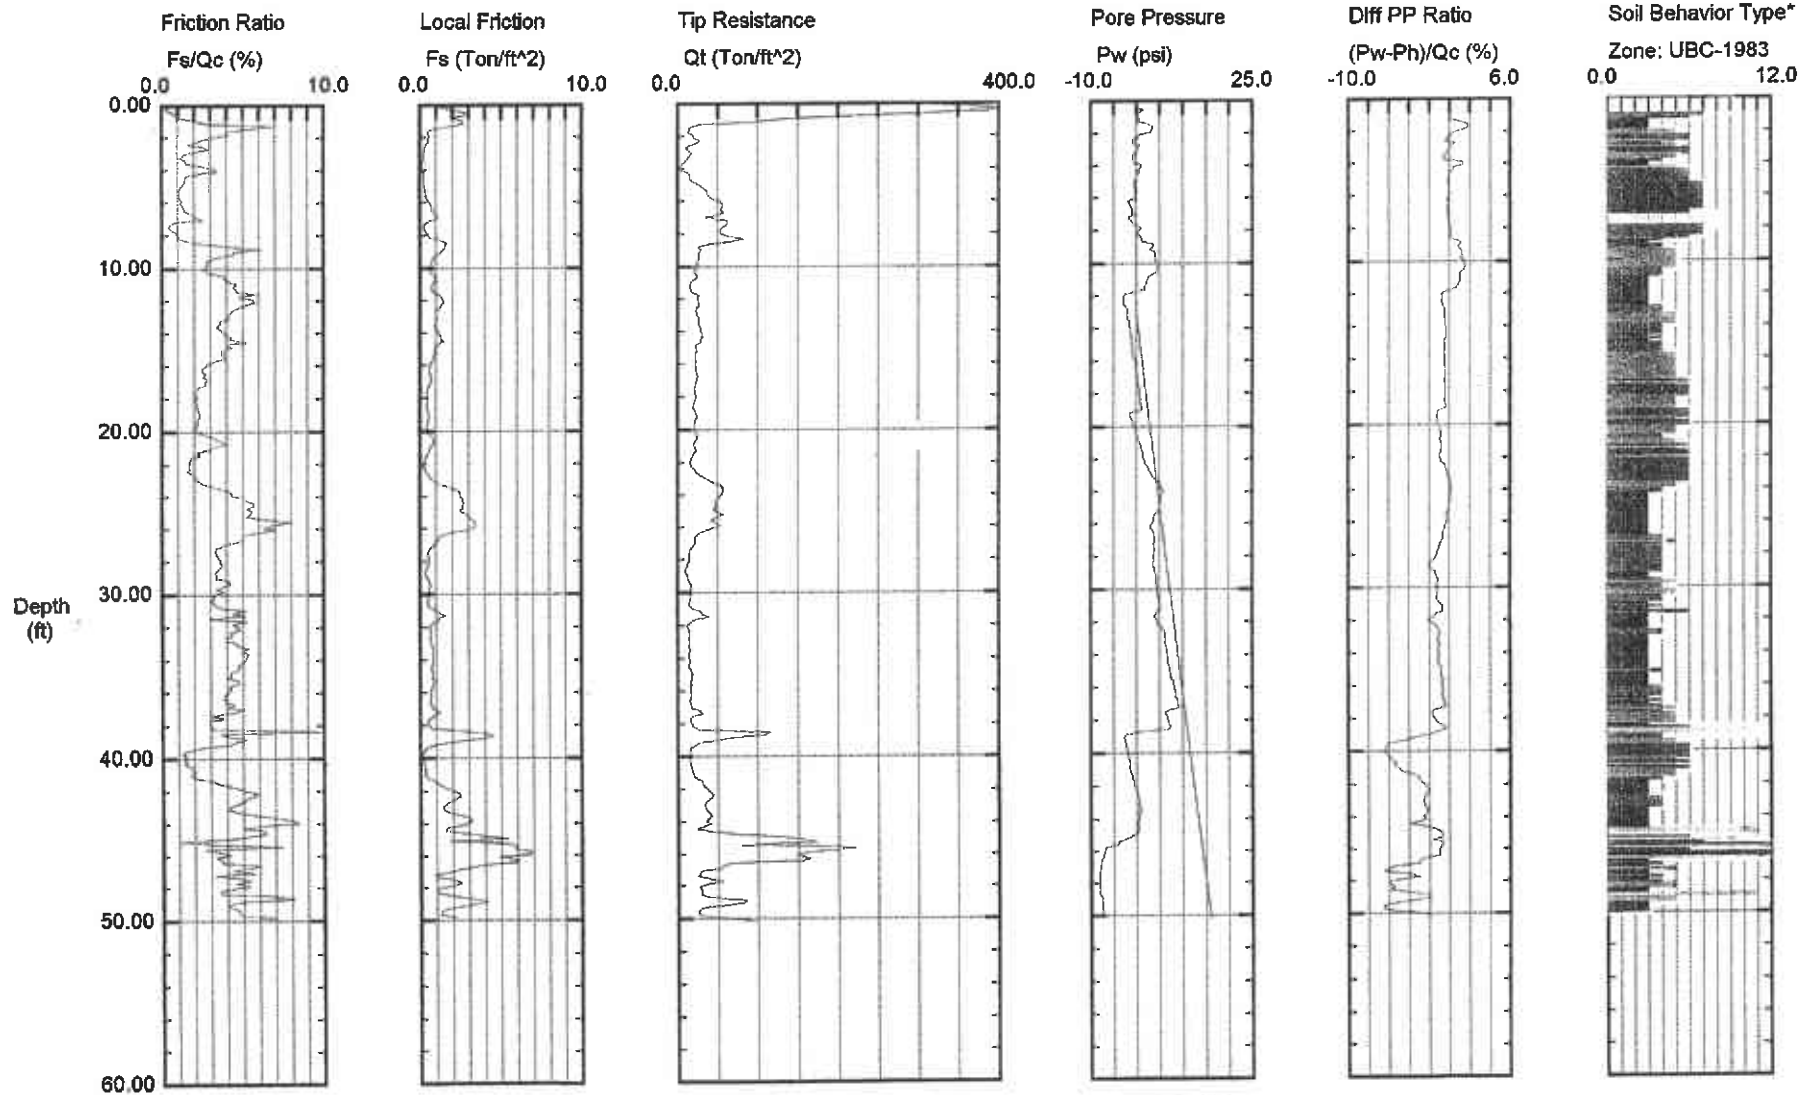 Friction Ratio
Fs/Qc (%)
0.0 10.0
Local Friction
Fs (Ton/ft^2)
0.0 10.0
Tip Resistance
Qt (Ton/ft^2)
0.0 400.0
Pore Pressure
Pw (psi)
-10.0 25.0
Diff PP Ratio
(Pw-Ph)/Qc (%)
-10.0 6.0
Soil Behavior Type*
Zone: UBC-1983
0.0 12.0
0.00
10.00
20.00
30.00
Depth
(ft)
40.00
50.00
60.00